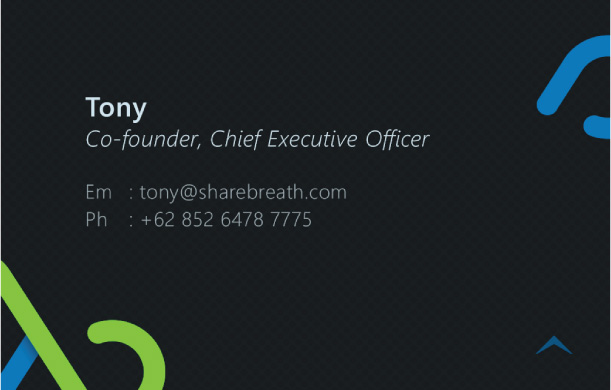 Tony
Co-founder, Chief Executive Officer
Em : tony@sharebreath.com
Ph : +62 852 6478 7775